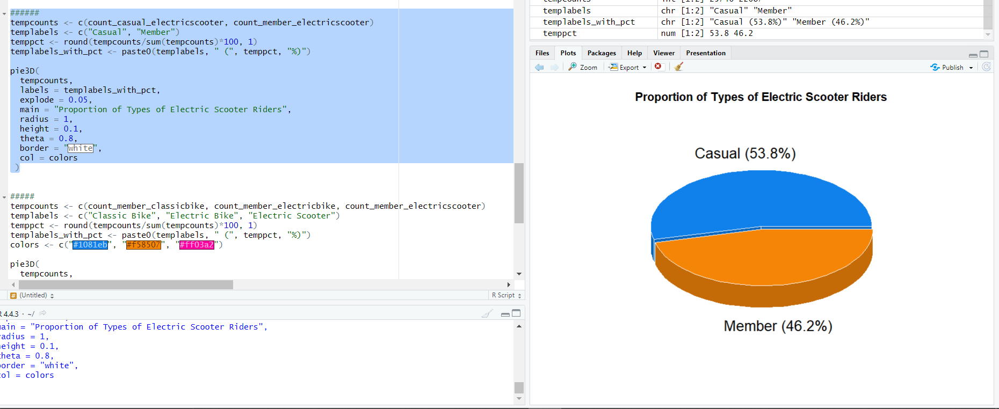 ######
tempcounts <- c(count_casual_electricscooter, count_member_electricscooter)
templabels <- c("Casual", "Member")
temppct <- round(tempcounts/sum(tempcounts)*100, 1)
templabels_with_pct <- paste0(templabels, " (", temppct, "%)")
pie3D(
tempcounts,
labels = templabels_with_pct,
explode = 0.05,
main = "Proportion of Types of Electric Scooter Riders",
radius = 1,
height = 0.1,
theta = 0.8,
border = "white",
col = colors
)
#####
tempcounts <- c(count_member_classicbike, count_member_electricbike, count_member_electricscooter)
templabels <- c("Classic Bike", "Electric Bike", "Electric Scooter")
temppct <- round(tempcounts/sum(tempcounts)*100, 1)
templabels_with_pct <- paste0(templabels, " (", temppct, "%)")
colors <- c("#1081eb", "#f58507", "#ff03a2")
pie3D(
tempcounts,
# (Untitled)
R Script
R 4.4.3 · ~/
main = "Proportion of Types of Electric Scooter Riders",
radius = 1,
height = 0.1,
theta = 0.8,
border = "white",
col = colors
templabels chr [1:2] "Casual" "Member"
templabels_with_pct chr [1:2] "Casual (53.8%)" "Member (46.2%)"
temppct num [1:2] 53.8 46.2
Files Plots Packages Help Viewer Presentation
Zoom Export Publish
Proportion of Types of Electric Scooter Riders
Casual (53.8%)
Member (46.2%)